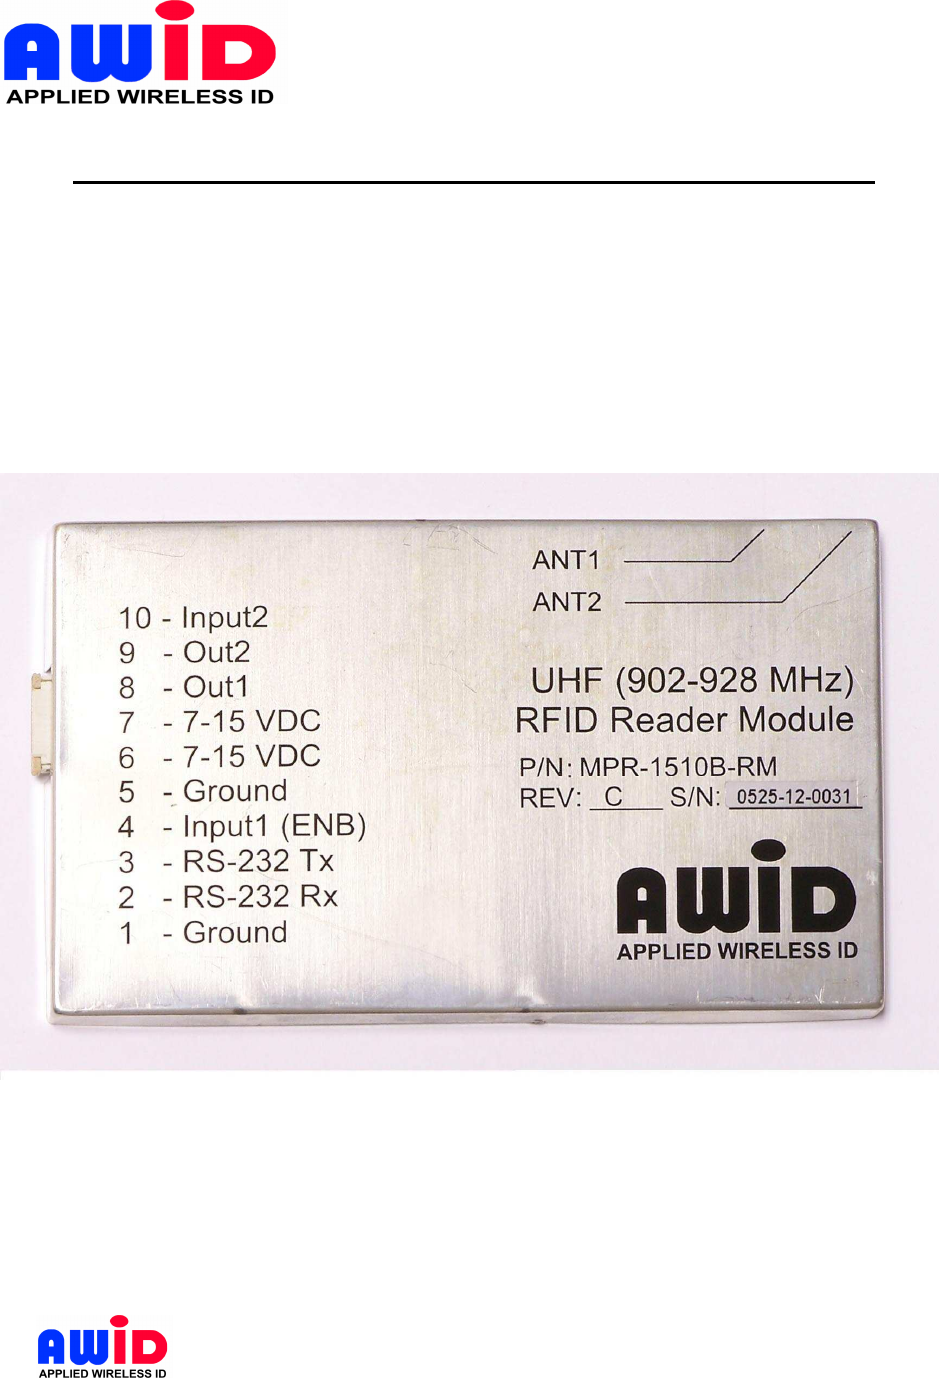 AWiD
APPLIED WIRELESS ID
ANT1
ANT2
10 - Input2
9 - Out2
8 - Out1
7 - 7-15 VDC
6 - 7-15 VDC
5 - Ground
4 - Input1 (ENB)
3 - RS-232 Tx
2 - RS-232 Rx
1 - Ground
UHF (902-928 MHz)
RFID Reader Module
P/N: MPR-1510B-RM
REV: C S/N: 0525-12-0031
AWiD
APPLIED WIRELESS ID
AWiD
APPLIED WIRELESS ID